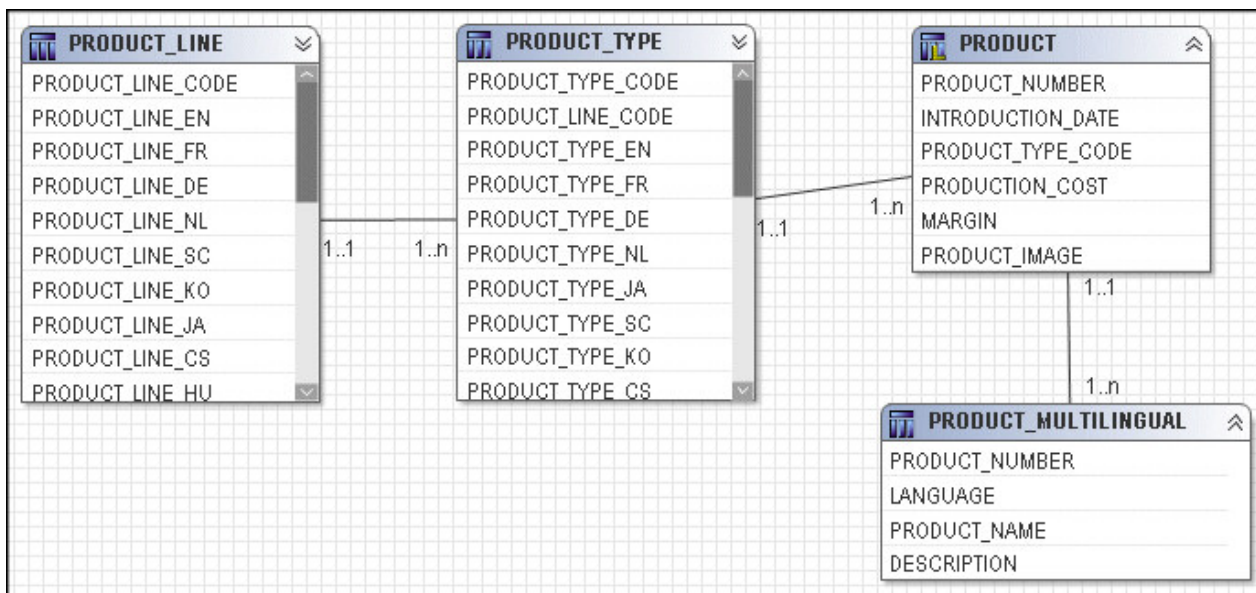 PRODUCT_LINE
PRODUCT_LINE_CODE
PRODUCT_LINE_EN
PRODUCT_LINE_FR
PRODUCT_LINE_DE
PRODUCT_LINE_NL
PRODUCT_LINE_SC
PRODUCT_LINE_KO
PRODUCT_LINE_JA
PRODUCT_LINE_CS
PRODUCT_LINE_HU
1..1
1..n
PRODUCT_TYPE
PRODUCT_TYPE_CODE
PRODUCT_LINE_CODE
PRODUCT_TYPE_EN
PRODUCT_TYPE_FR
PRODUCT_TYPE_DE
PRODUCT_TYPE_NL
PRODUCT_TYPE_JA
PRODUCT_TYPE_SC
PRODUCT_TYPE_KO
PRODUCT_TYPE_CS
1..1
1..n
PRODUCT
PRODUCT_NUMBER
INTRODUCTION_DATE
PRODUCT_TYPE_CODE
PRODUCTION_COST
MARGIN
PRODUCT_IMAGE
1..1
1..n
PRODUCT_MULTILINGUAL
PRODUCT_NUMBER
LANGUAGE
PRODUCT_NAME
DESCRIPTION